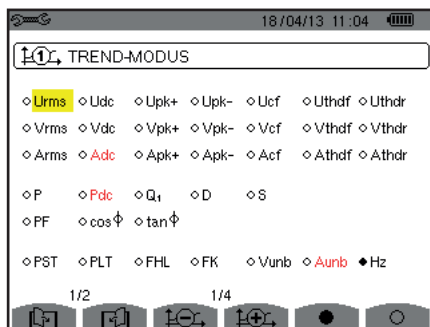 18/04/13 11:04
1 TREND-MODUS
Urms Udc Upk+ Upk- Ucf Uthdf Uthdr
Vrms Vdc Vpk+ Vpk- Vcf Vthdf Vthdr
Arms Adc Apk+ Apk- Acf Athdf Athdr
P Pdc Q₁ D S
PF cosΦ tanΦ
PST PLT FHL FK Vunb Aunb Hz
1/2 1/4